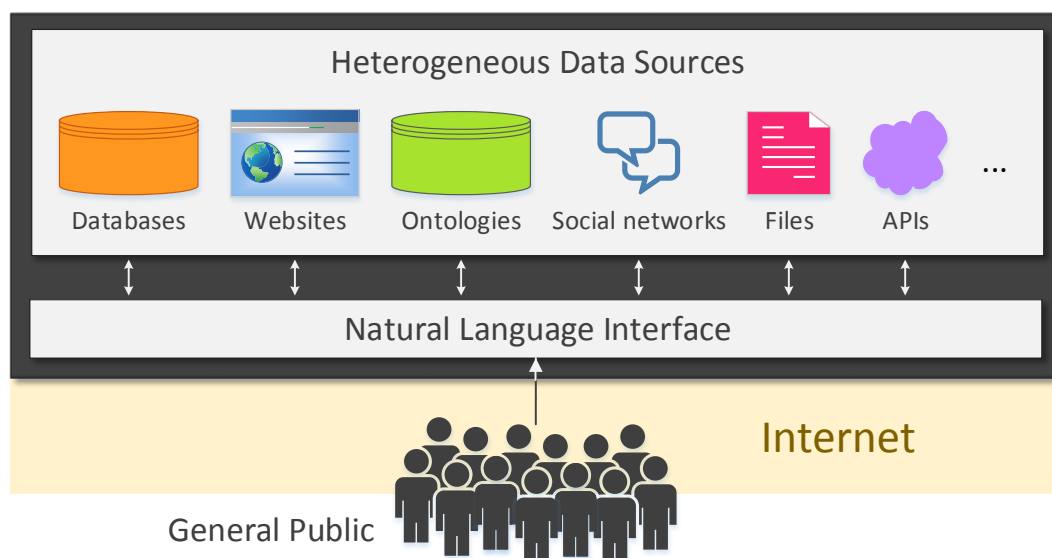 Heterogeneous Data Sources
Databases
Websites
Ontologies
Social networks
Files
APIs
...
Natural Language Interface
Internet
General Public